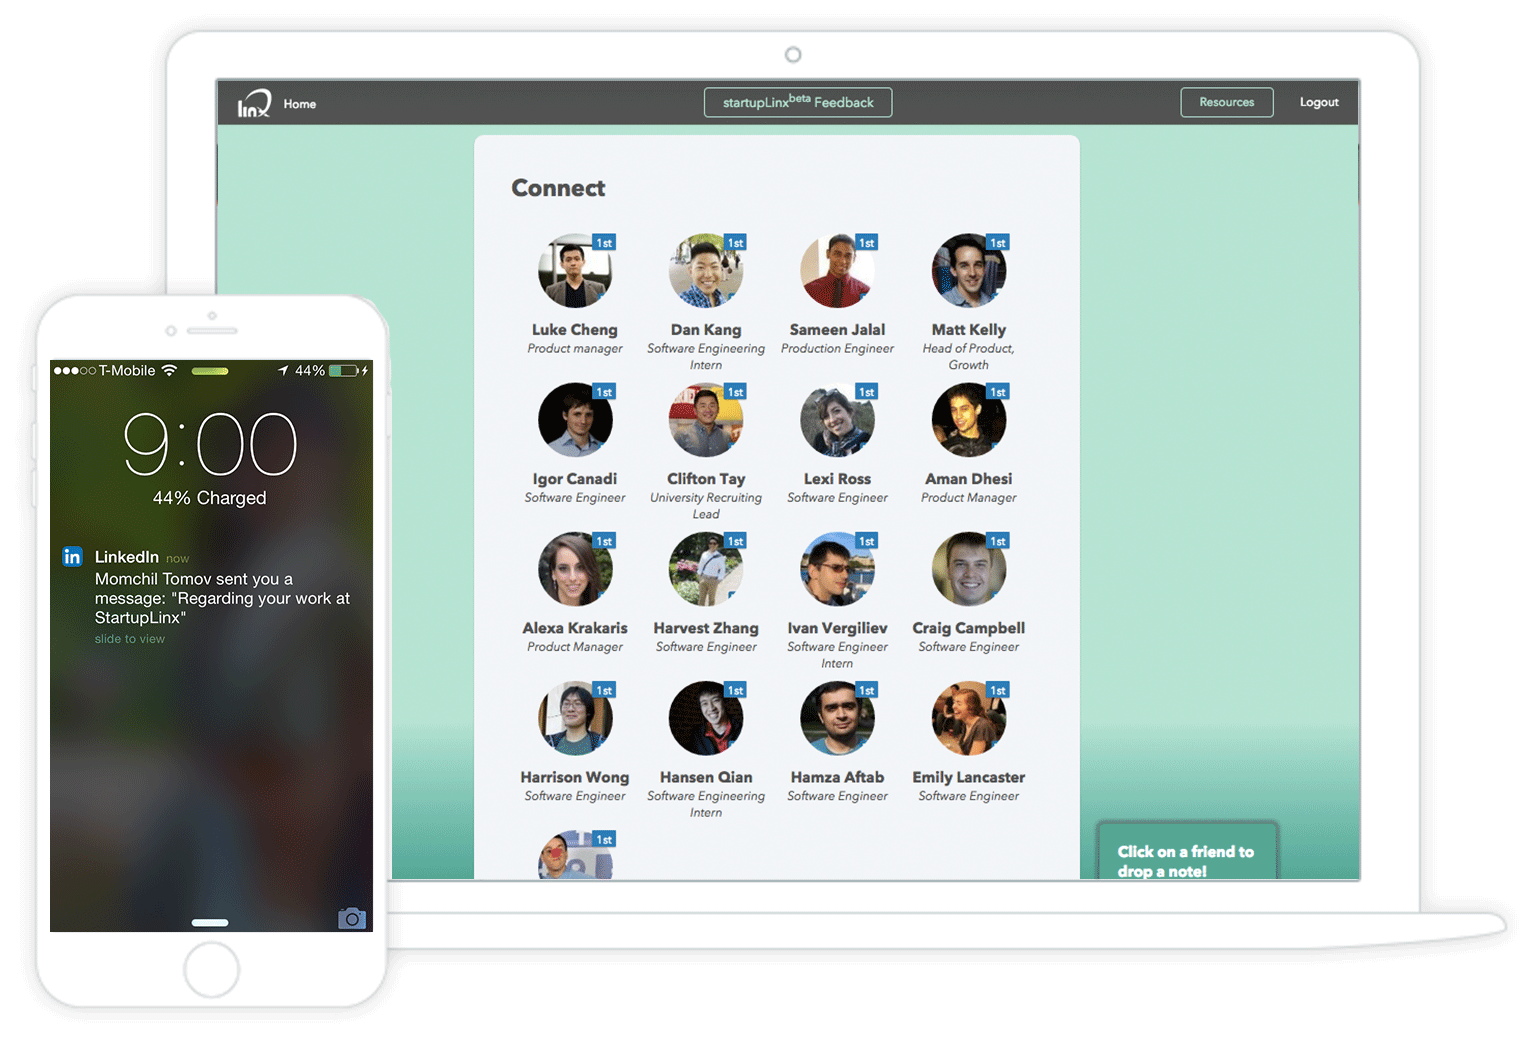 linx Home
startupLinxbeta Feedback
Resources
Logout
Connect
1st 1st 1st 1st
Luke Cheng Dan Kang Sameen Jalal Matt Kelly
Product manager Software Engineering Production Engineer Head of Product,
Intern Growth
1st 1st 1st 1st
Igor Canadi Clifton Tay Lexi Ross Aman Dhesi
Software Engineer University Recruiting Software Engineer Product Manager
Lead
1st 1st 1st 1st
Alexa Krakaris Harvest Zhang Ivan Vergiliev Craig Campbell
Product Manager Software Engineer Software Engineer Software Engineer
Intern
1st 1st 1st 1st
Harrison Wong Hansen Qian Hamza Aftab Emily Lancaster
Software Engineer Software Engineering Software Engineer Software Engineer
Intern
1st
Click on a friend to
drop a note!
T-Mobile 44%
9:00
44% Charged
in LinkedIn now
Momchil Tomov sent you a
message: "Regarding your work at
StartupLinx"
slide to view